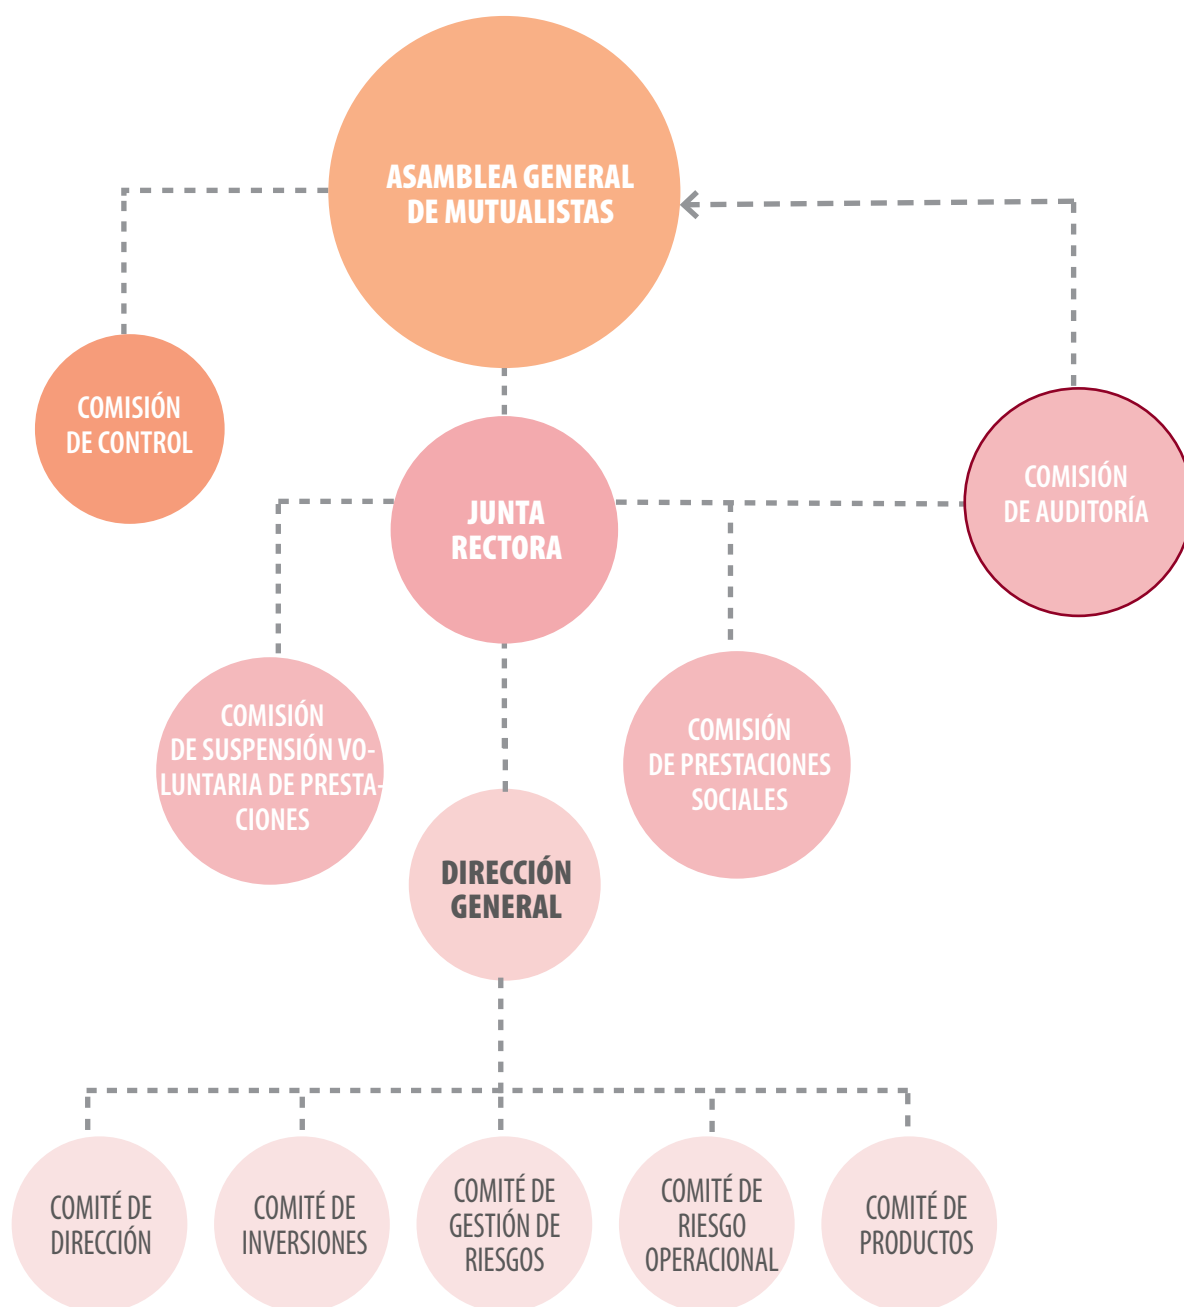 ASAMBLEA GENERAL
DE MUTUALISTAS
COMISIÓN
DE CONTROL
JUNTA
RECTORA
COMISIÓN
DE AUDITORÍA
COMISIÓN
DE SUSPENSIÓN VO-
LUNTARIA DE PRESTA-
CIONES
COMISIÓN
DE PRESTACIONES
SOCIALES
DIRECCIÓN
GENERAL
COMITÉ DE
DIRECCIÓN
COMITÉ DE
INVERSIONES
COMITÉ DE
GESTIÓN DE
RIESGOS
COMITÉ DE
RIESGO
OPERACIONAL
COMITÉ DE
PRODUCTOS